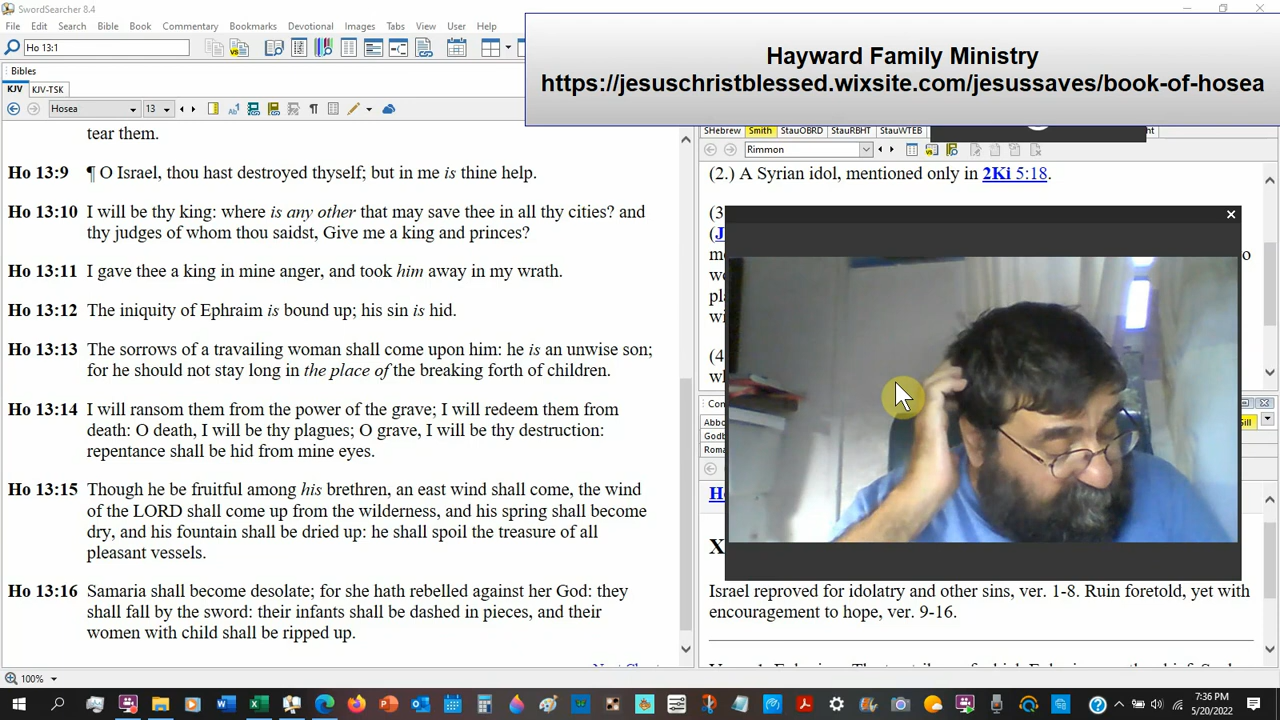 SwordSearcher 8.4
File Edit Search Bible Book Commentary Bookmarks Devotional Images Tabs View User Help
Ho 13:1
Hayward Family Ministry
https://jesuschristblessed.wixsite.com/jesussaves/book-of-hosea
Bibles
KJV KJV-TSK
Hosea 13
tear them.
Ho 13:9 ¶ O Israel, thou hast destroyed thyself; but in me is thine help.
Ho 13:10 I will be thy king: where is any other that may save thee in all thy cities? and
thy judges of whom thou saidst, Give me a king and princes?
Ho 13:11 I gave thee a king in mine anger, and took him away in my wrath.
Ho 13:12 The iniquity of Ephraim is bound up; his sin is hid.
Ho 13:13 The sorrows of a travailing woman shall come upon him: he is an unwise son;
for he should not stay long in the place of the breaking forth of children.
Ho 13:14 I will ransom them from the power of the grave; I will redeem them from
death: O death, I will be thy plagues; O grave, I will be thy destruction:
repentance shall be hid from mine eyes.
Ho 13:15 Though he be fruitful among his brethren, an east wind shall come, the wind
of the LORD shall come up from the wilderness, and his spring shall become
dry, and his fountain shall be dried up: he shall spoil the treasure of all
pleasant vessels.
Ho 13:16 Samaria shall become desolate; for she hath rebelled against her God: they
shall fall by the sword: their infants shall be dashed in pieces, and their
women with child shall be ripped up.
100%
SHebrew Smith StauOBRD StauRBHT StauWTEB
Rimmon
(2.) A Syrian idol, mentioned only in 2Ki 5:18.
(3
(4
X
Israel reproved for idolatry and other sins, ver. 1-8. Ruin foretold, yet with
encouragement to hope, ver. 9-16.
7:36 PM
5/20/2022